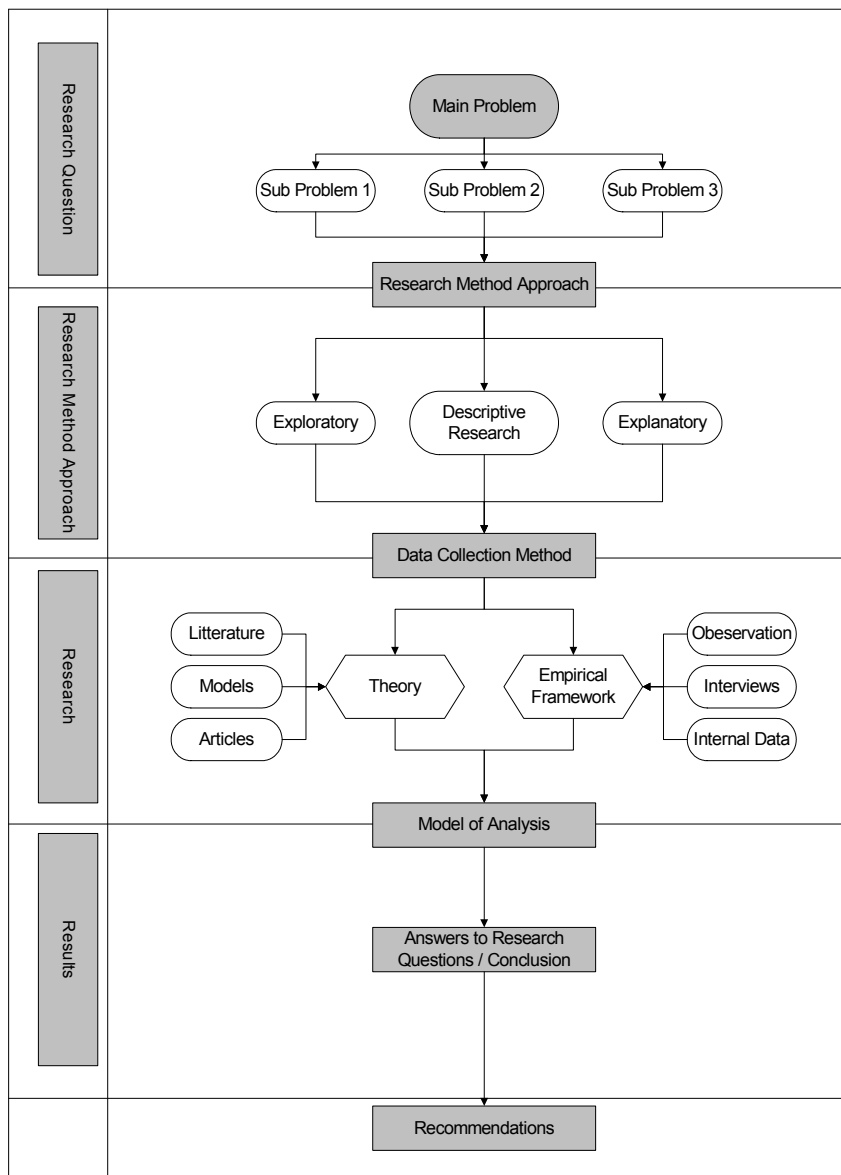 Research Question
Main Problem
Sub Problem 1
Sub Problem 2
Sub Problem 3
Research Method Approach
Research Method Approach
Exploratory
Descriptive
Research
Explanatory
Data Collection Method
Research
Litterature
Models
Articles
Theory
Empirical
Framework
Obeservation
Interviews
Internal Data
Model of Analysis
Results
Answers to Research
Questions / Conclusion
Recommendations